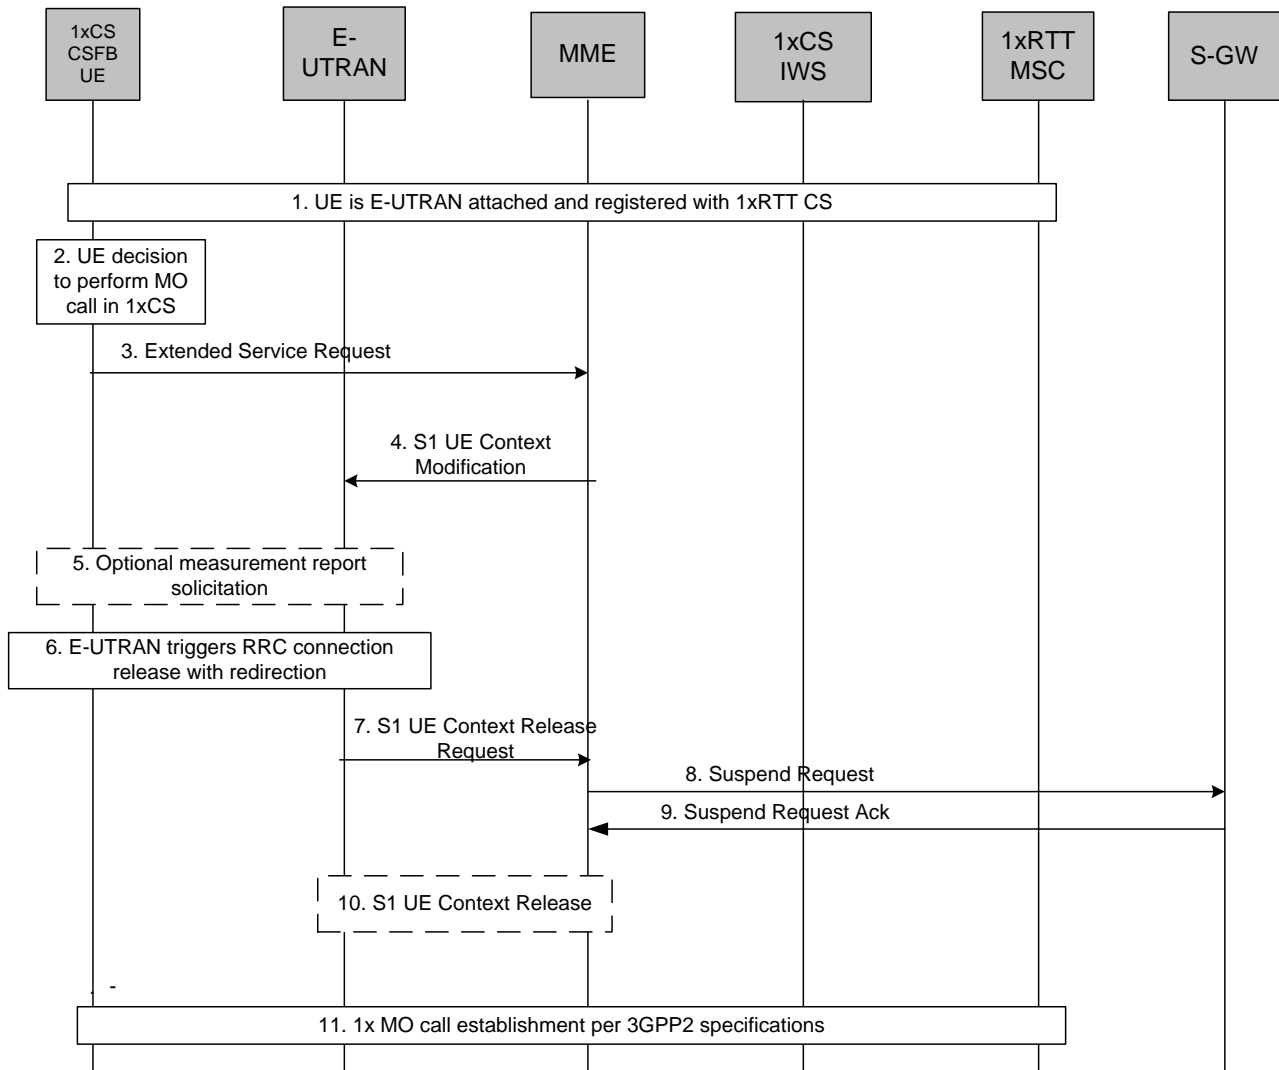 1xCS
CSFB
UE
E-
UTRAN
MME
1xCS
IWS
1xRTT
MSC
S-GW
1. UE is E-UTRAN attached and registered with 1xRTT CS
2. UE decision
to perform MO
call in 1xCS
3. Extended Service Request
4. S1 UE Context
Modification
5. Optional measurement report
solicitation
6. E-UTRAN triggers RRC connection
release with redirection
7. S1 UE Context Release
Request
8. Suspend Request
9. Suspend Request Ack
10. S1 UE Context Release
. -
11. 1x MO call establishment per 3GPP2 specifications